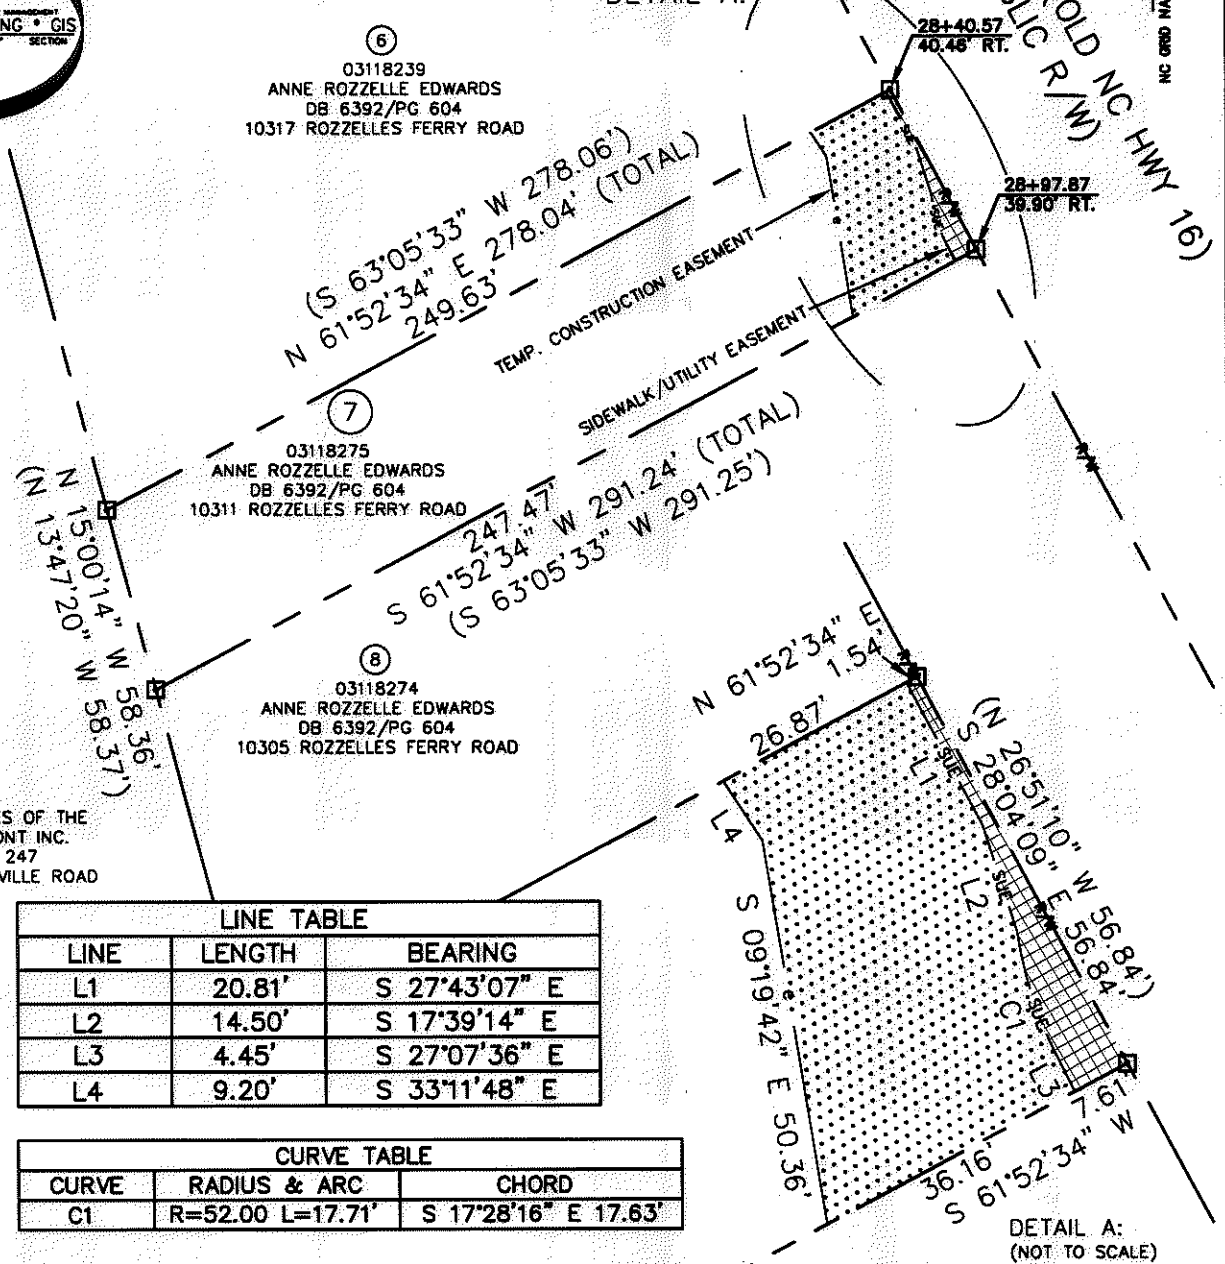 MANAGEMENT
NG * GIS
SECTION
DETAIL A:
6
03118239
ANNE ROZZELLE EDWARDS
DB 6392/PG 604
10317 ROZZELLES FERRY ROAD
28+40.57
40.46' RT.
28+97.87
39.90' RT.
(OLD NC HWY 16)
LIC R/W)
NC GRID NA
(S 63°05'33" W 278.06')
N 61°52'34" E 278.04' (TOTAL)
249.63'
TEMP. CONSTRUCTION EASEMENT
SIDEWALK/UTILITY EASEMENT
SUE
SUE
R/W
7
03118275
ANNE ROZZELLE EDWARDS
DB 6392/PG 604
10311 ROZZELLES FERRY ROAD
247.47'
S 61°52'34" W 291.24' (TOTAL)
(S 63°05'33" W 291.25')
N 15°00'14" W 58.36'
(N 13°47'20" W 58.37')
R/W
8
03118274
ANNE ROZZELLE EDWARDS
DB 6392/PG 604
10305 ROZZELLES FERRY ROAD
ES OF THE
ONT INC.
247
VILLE ROAD
N 61°52'34" E
1.54'
26.87'
R/W
(N 26°51'10" W 56.84')
S 28°04'09" E 56.84'
SUE
L1
SUE
L2
R/W
SUE
C1
L3
L4
S 09°19'42" E 50.36'
e
7.61'
36.16'
S 61°52'34" W
DETAIL A:
(NOT TO SCALE)
LINE TABLE
LINE LENGTH BEARING
L1 20.81' S 27°43'07" E
L2 14.50' S 17°39'14" E
L3 4.45' S 27°07'36" E
L4 9.20' S 33°11'48" E
CURVE TABLE
CURVE RADIUS & ARC CHORD
C1 R=52.00 L=17.71' S 17°28'16" E 17.63'